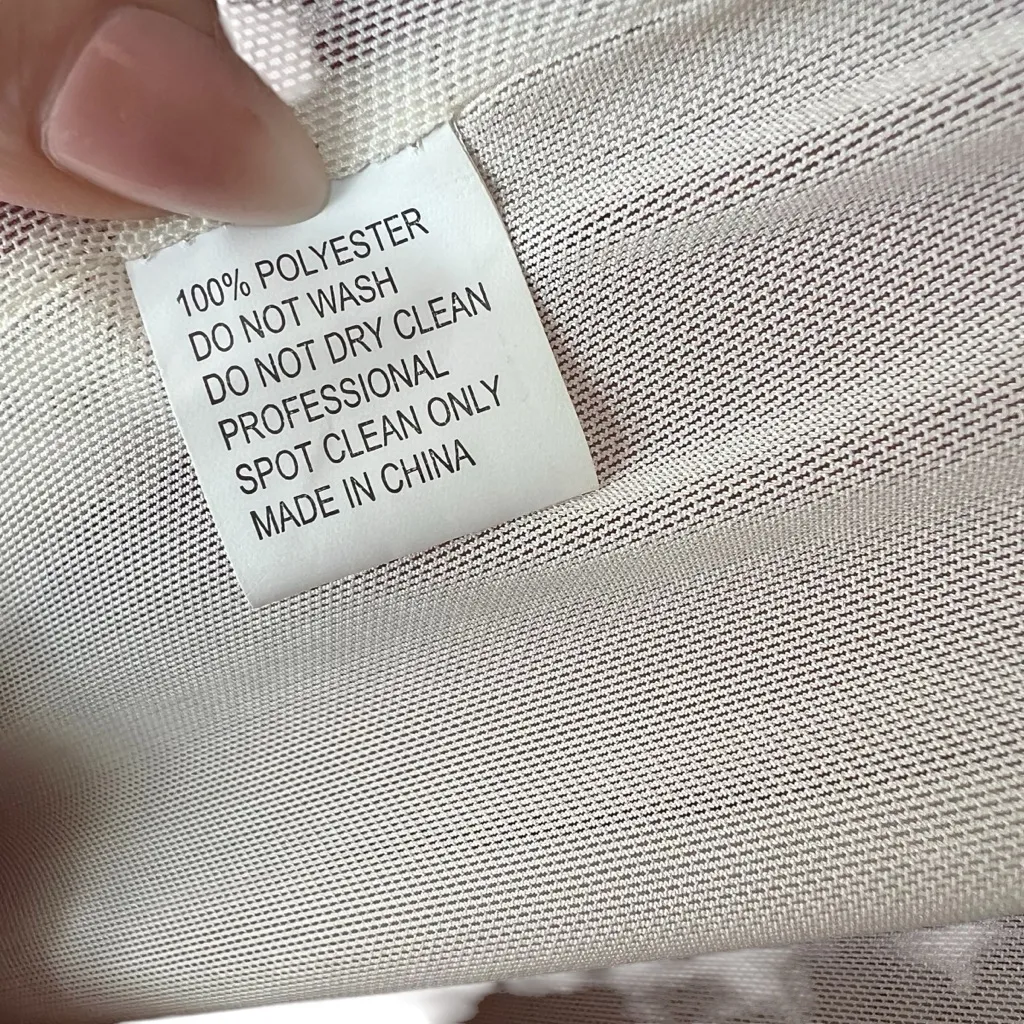 100% POLYESTER
DO NOT WASH
DO NOT DRY CLEAN
PROFESSIONAL
SPOT CLEAN ONLY
MADE IN CHINA